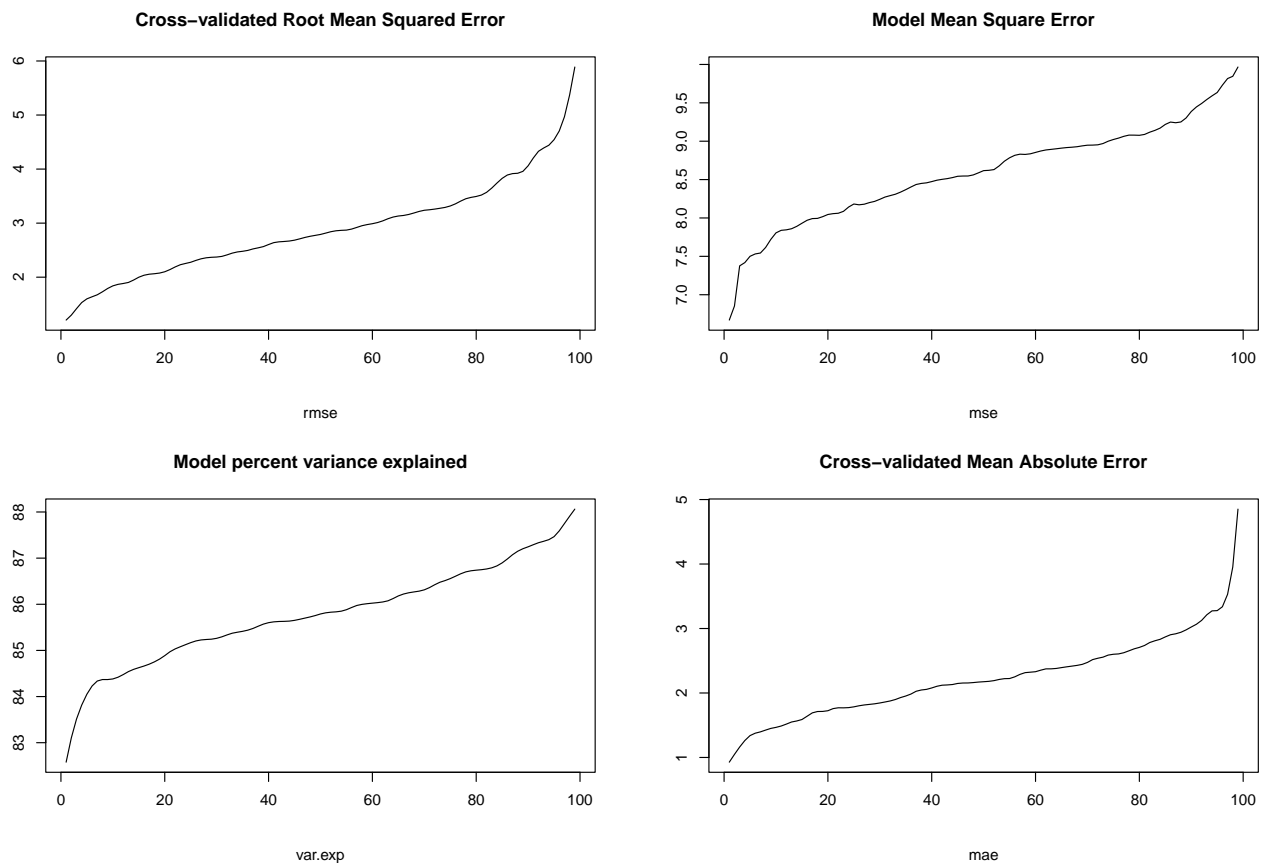 Cross−validated Root Mean Squared Error
6
5
4
3
2
0 20 40 60 80 100
rmse
Model Mean Square Error
9.5
9.0
8.5
8.0
7.5
7.0
0 20 40 60 80 100
mse
Model percent variance explained
88
87
86
85
84
83
0 20 40 60 80 100
var.exp
Cross−validated Mean Absolute Error
5
4
3
2
1
0 20 40 60 80 100
mae